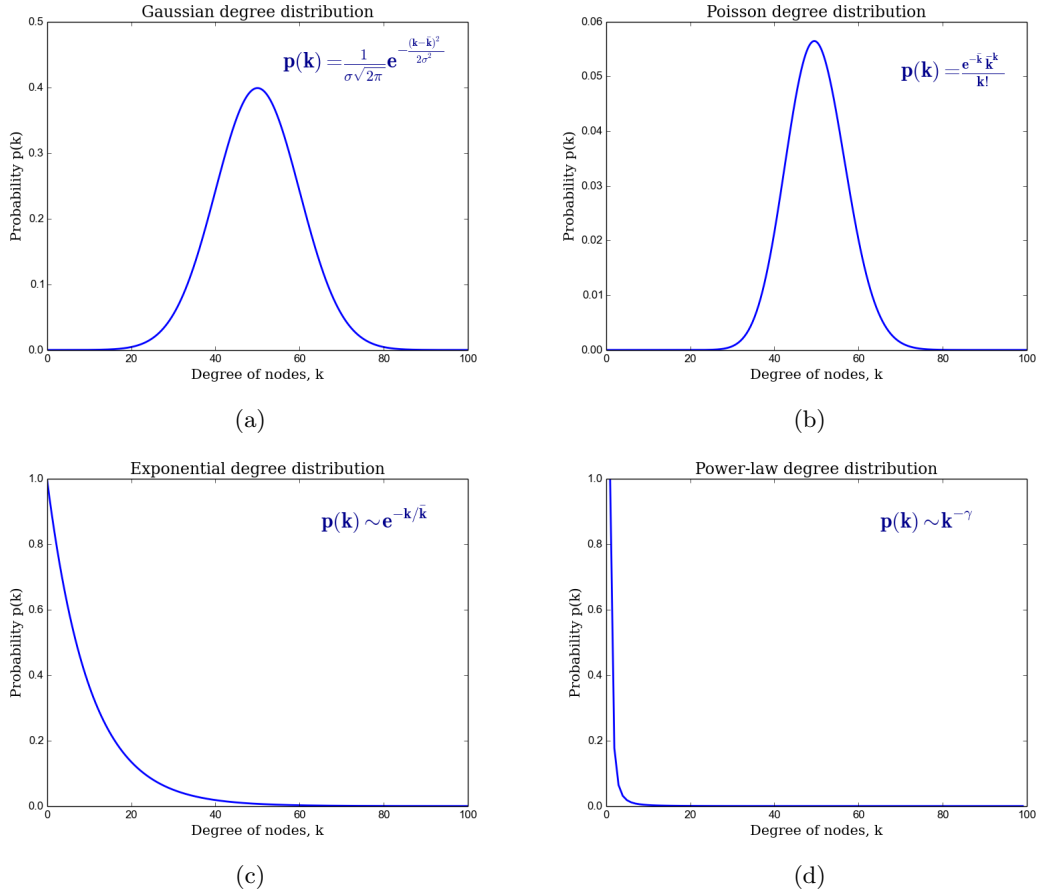 Gaussian degree distribution
p(k) = 1/(σ√2π) e^−(k−k̄)²/2σ²
Probability p(k)
0.5
0.4
0.3
0.2
0.1
0.0
0 20 40 60 80 100
Degree of nodes, k
(a)
Poisson degree distribution
p(k) = e^−k̄ k̄^k / k!
Probability p(k)
0.06
0.05
0.04
0.03
0.02
0.01
0.00
0 20 40 60 80 100
Degree of nodes, k
(b)
Exponential degree distribution
p(k) ∼ e^−k/k̄
Probability p(k)
1.0
0.8
0.6
0.4
0.2
0.0
0 20 40 60 80 100
Degree of nodes, k
(c)
Power-law degree distribution
p(k) ∼ k^−γ
Probability p(k)
1.0
0.8
0.6
0.4
0.2
0.0
0 20 40 60 80 100
Degree of nodes, k
(d)